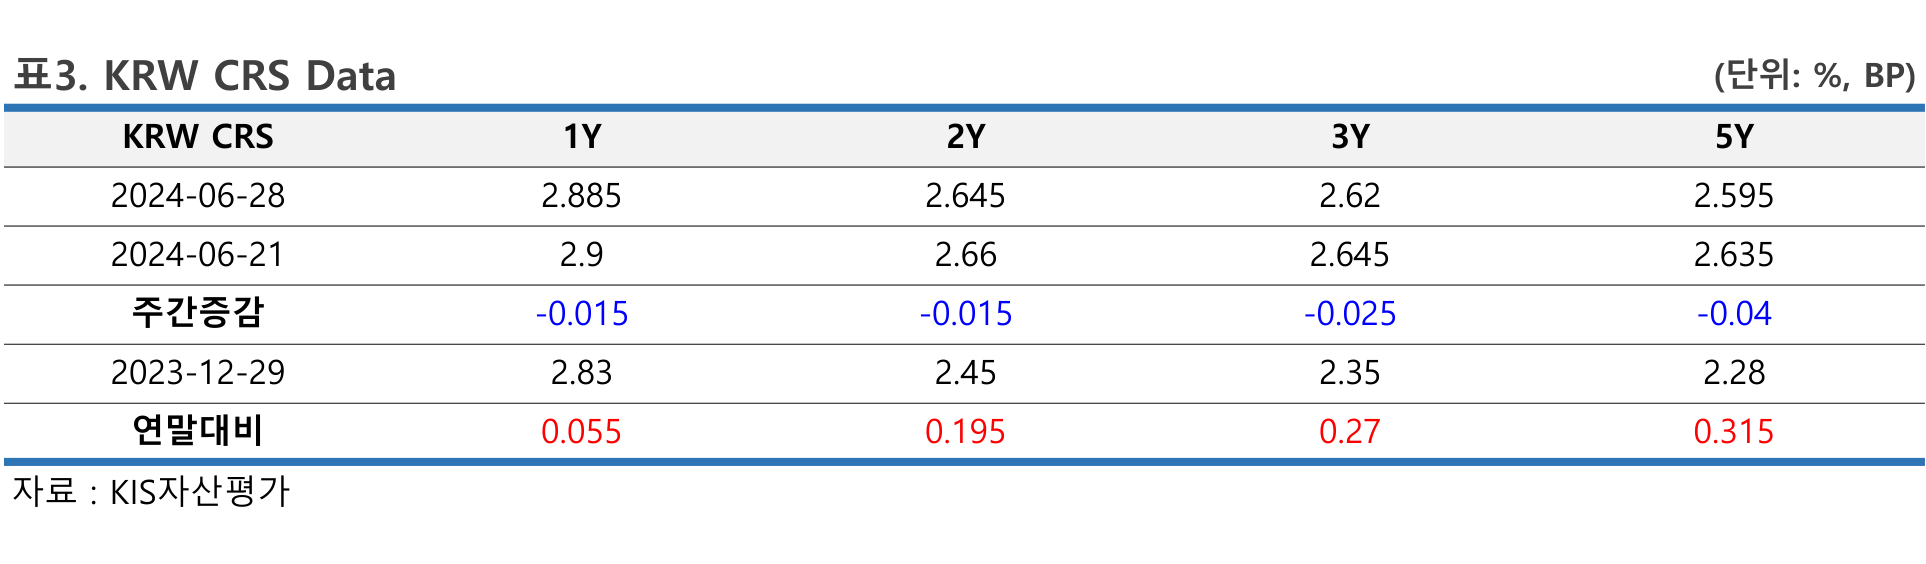 표3. KRW CRS Data (단위: %, BP)
KRW CRS 1Y 2Y 3Y 5Y
2024-06-28 2.885 2.645 2.62 2.595
2024-06-21 2.9 2.66 2.645 2.635
주간증감 -0.015 -0.015 -0.025 -0.04
2023-12-29 2.83 2.45 2.35 2.28
연말대비 0.055 0.195 0.27 0.315
자료 : KIS자산평가